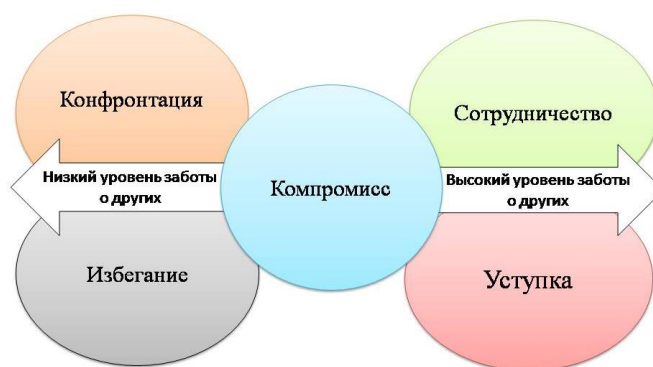 Конфронтация
Сотрудничество
Низкий уровень заботы
о других
Компромисс
Высокий уровень заботы
о других
Избегание
Уступка